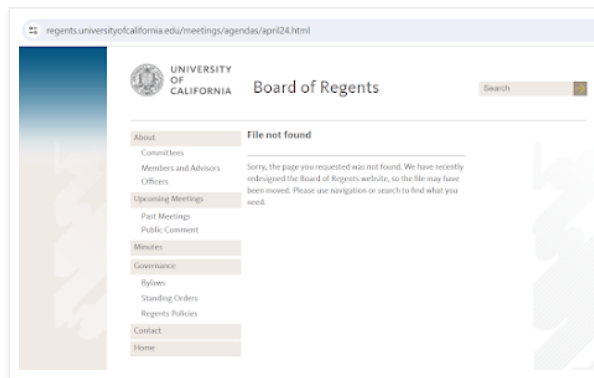 regents.universityofcalifornia.edu/meetings/agendas/april24.html
UNIVERSITY
OF
CALIFORNIA
Board of Regents
Search
About
Committees
Members and Advisors
Officers
Upcoming Meetings
Past Meetings
Public Comment
Minutes
Governance
Bylaws
Standing Orders
Regents Policies
Contact
Home
File not found
Sorry, the page you requested was not found. We have recently
redesigned the Board of Regents website, so the file may have
been moved. Please use navigation or search to find what you
need.